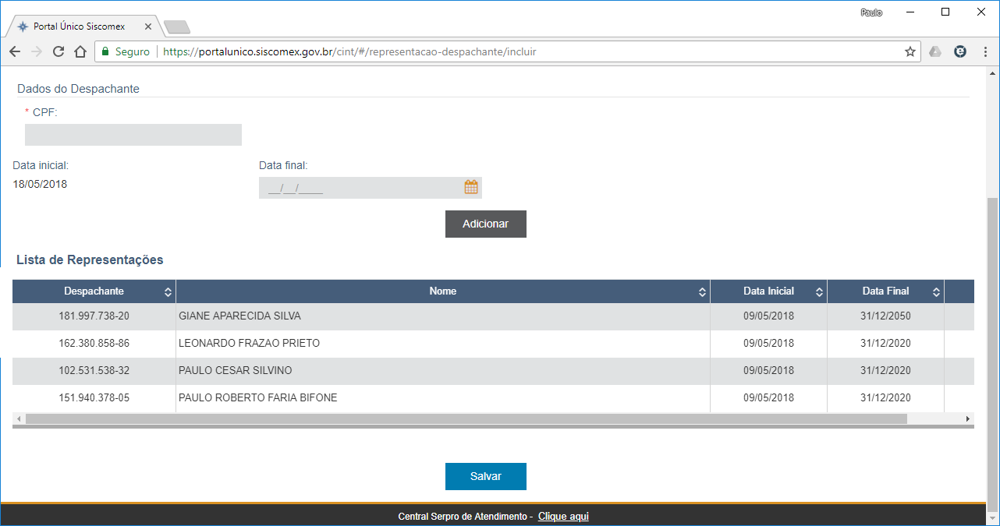 Paulo
Portal Único Siscomex
Seguro https://portalunico.siscomex.gov.br/cint/#/representacao-despachante/incluir
Dados do Despachante
* CPF:
Data inicial: Data final:
18/05/2018 __/__/____
Adicionar
Lista de Representações
Despachante Nome Data Inicial Data Final
181.997.738-20 GIANE APARECIDA SILVA 09/05/2018 31/12/2050
162.380.858-86 LEONARDO FRAZAO PRIETO 09/05/2018 31/12/2020
102.531.538-32 PAULO CESAR SILVINO 09/05/2018 31/12/2020
151.940.378-05 PAULO ROBERTO FARIA BIFONE 09/05/2018 31/12/2020
Salvar
Central Serpro de Atendimento - Clique aqui